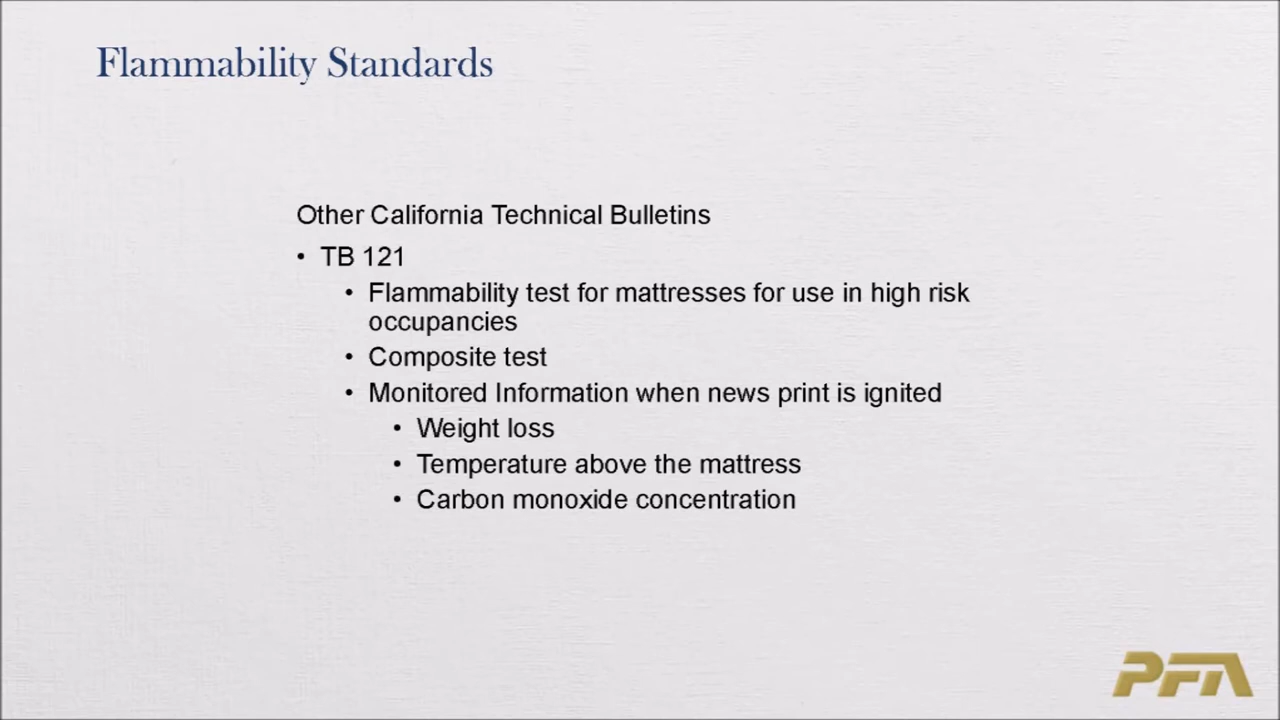 Flammability Standards
Other California Technical Bulletins
• TB 121
• Flammability test for mattresses for use in high risk
occupancies
• Composite test
• Monitored Information when news print is ignited
• Weight loss
• Temperature above the mattress
• Carbon monoxide concentration
PFA